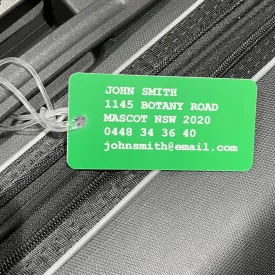 JOHN SMITH
1145 BOTANY ROAD
MASCOT NSW 2020
0448 34 36 40
johnsmith@email.com